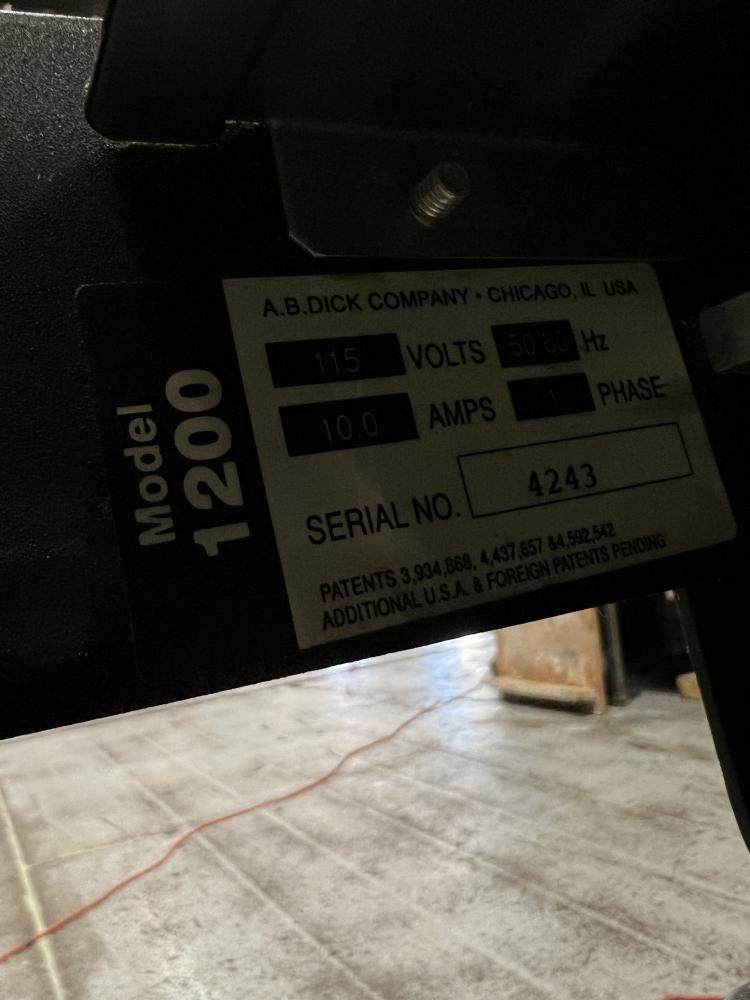 Model
1200
A.B.DICK COMPANY • CHICAGO, IL USA
115 VOLTS 50/60 Hz
10.0 AMPS 1 PHASE
SERIAL NO. 4243
PATENTS 3,934,868, 4,437,657 &4,592,542
ADDITIONAL U.S.A. & FOREIGN PATENTS PENDING